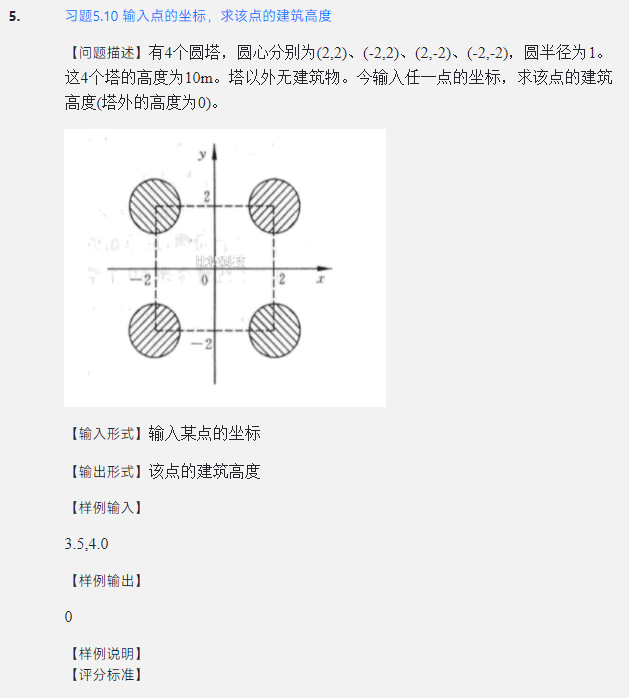 5. 习题5.10 输入点的坐标，求该点的建筑高度
【问题描述】有4个圆塔，圆心分别为(2,2)、(-2,2)、(2,-2)、(-2,-2)，圆半径为1。
这4个塔的高度为10m。塔以外无建筑物。今输入任一点的坐标，求该点的建筑
高度(塔外的高度为0)。
y
2
-2 0 2 x
-2
【输入形式】输入某点的坐标
【输出形式】该点的建筑高度
【样例输入】
3.5,4.0
【样例输出】
0
【样例说明】
【评分标准】